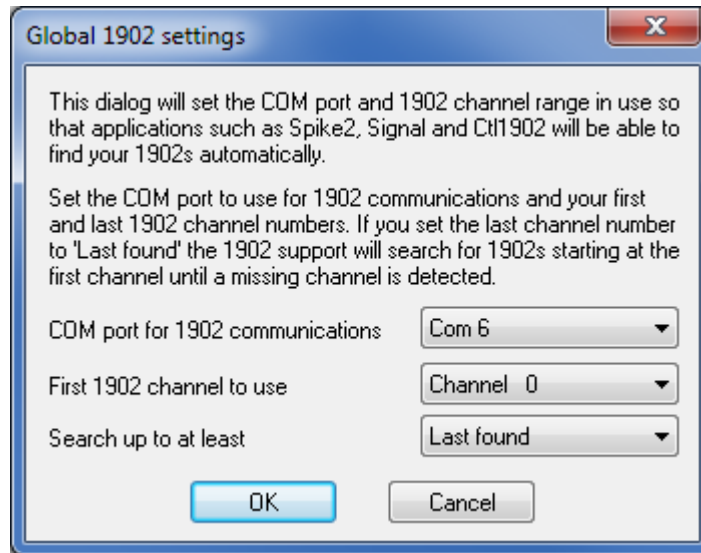 Global 1902 settings
This dialog will set the COM port and 1902 channel range in use so
that applications such as Spike2, Signal and Ctl1902 will be able to
find your 1902s automatically.
Set the COM port to use for 1902 communications and your first
and last 1902 channel numbers. If you set the last channel number
to 'Last found' the 1902 support will search for 1902s starting at the
first channel until a missing channel is detected.
COM port for 1902 communications Com 6
First 1902 channel to use Channel 0
Search up to at least Last found
OK Cancel